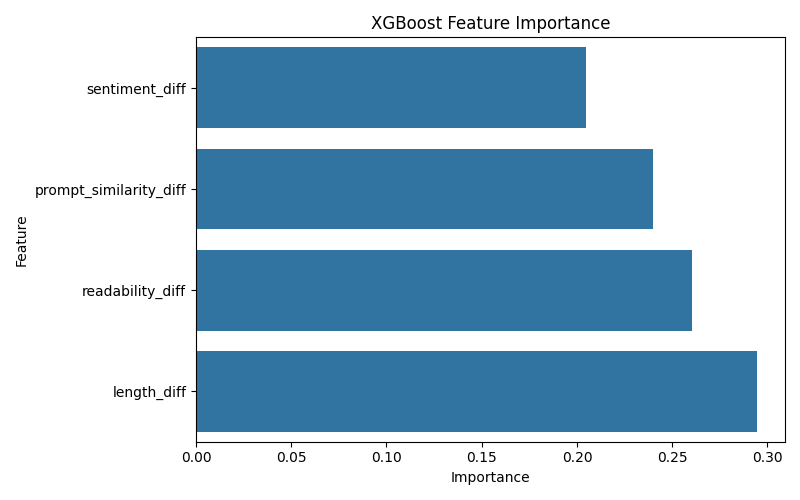 XGBoost Feature Importance
sentiment_diff
prompt_similarity_diff
readability_diff
length_diff
Feature
0.00 0.05 0.10 0.15 0.20 0.25 0.30
Importance